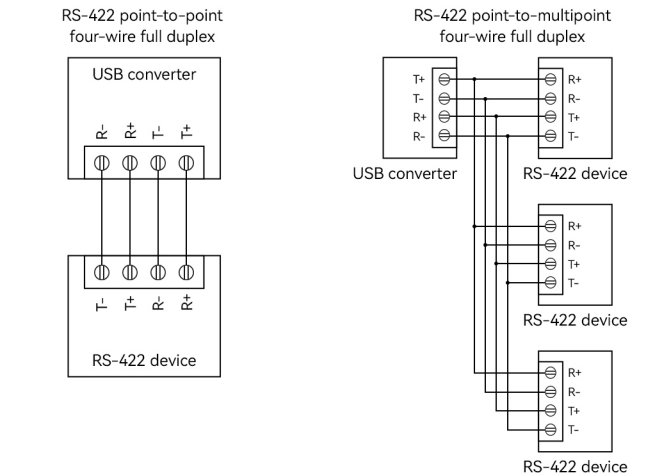 RS-422 point-to-point
four-wire full duplex
USB converter
R- R+ T- T+
T- T+ R- R+
RS-422 device
RS-422 point-to-multipoint
four-wire full duplex
T+ R+
T- R-
R+ T+
R- T-
USB converter RS-422 device
R+
R-
T+
T-
RS-422 device
R+
R-
T+
T-
RS-422 device